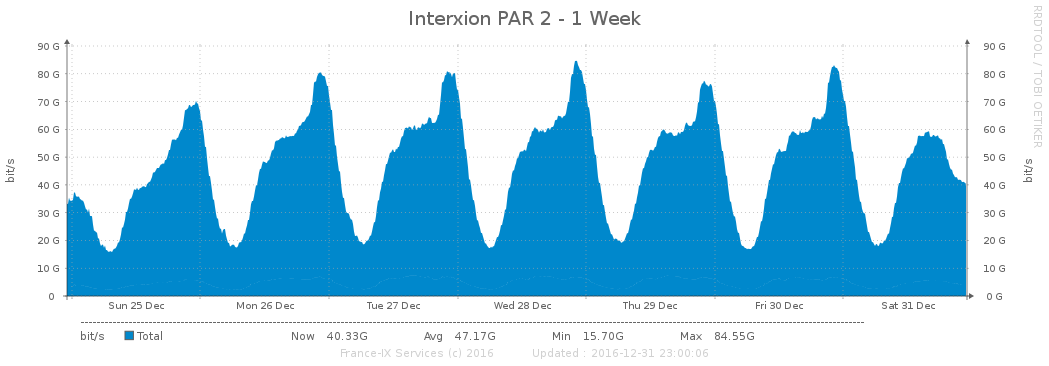 Interxion PAR 2 - 1 Week
RRDTOOL / TOBI OETIKER
90 G 90 G
80 G 80 G
70 G 70 G
60 G 60 G
50 G 50 G
40 G 40 G
30 G 30 G
20 G 20 G
10 G 10 G
0 0 G
bit/s
bit/s
Sun 25 Dec Mon 26 Dec Tue 27 Dec Wed 28 Dec Thu 29 Dec Fri 30 Dec Sat 31 Dec
bit/s Total Now 40.33G Avg 47.17G Min 15.70G Max 84.55G
France-IX Services (c) 2016 Updated : 2016-12-31 23:00:06